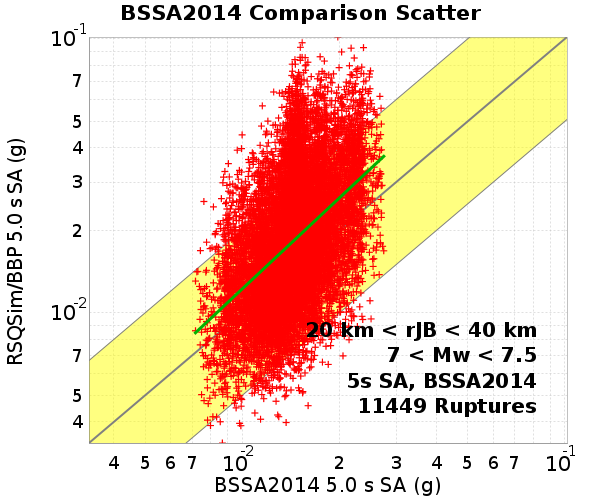 BSSA2014 Comparison Scatter
10-1
7
5
4
3
2
10-2
7
5
4
RSQSim/BBP 5.0 s SA (g)
20 km < rJB < 40 km
7 < Mw < 7.5
5s SA, BSSA2014
11449 Ruptures
4 5 6 7 10-2 2 3 4 5 6 7 10-1
BSSA2014 5.0 s SA (g)